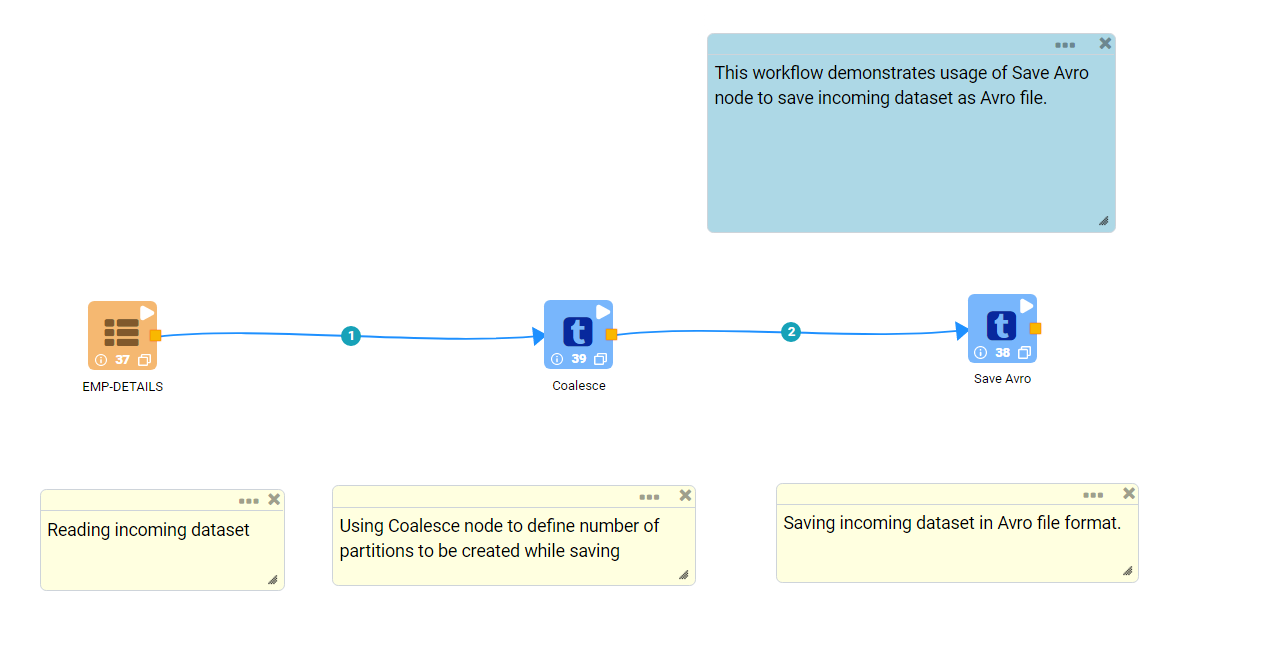 This workflow demonstrates usage of Save Avro
node to save incoming dataset as Avro file.
1
2
t
t
37
39
38
EMP-DETAILS
Coalesce
Save Avro
Reading incoming dataset
Using Coalesce node to define number of
partitions to be created while saving
Saving incoming dataset in Avro file format.